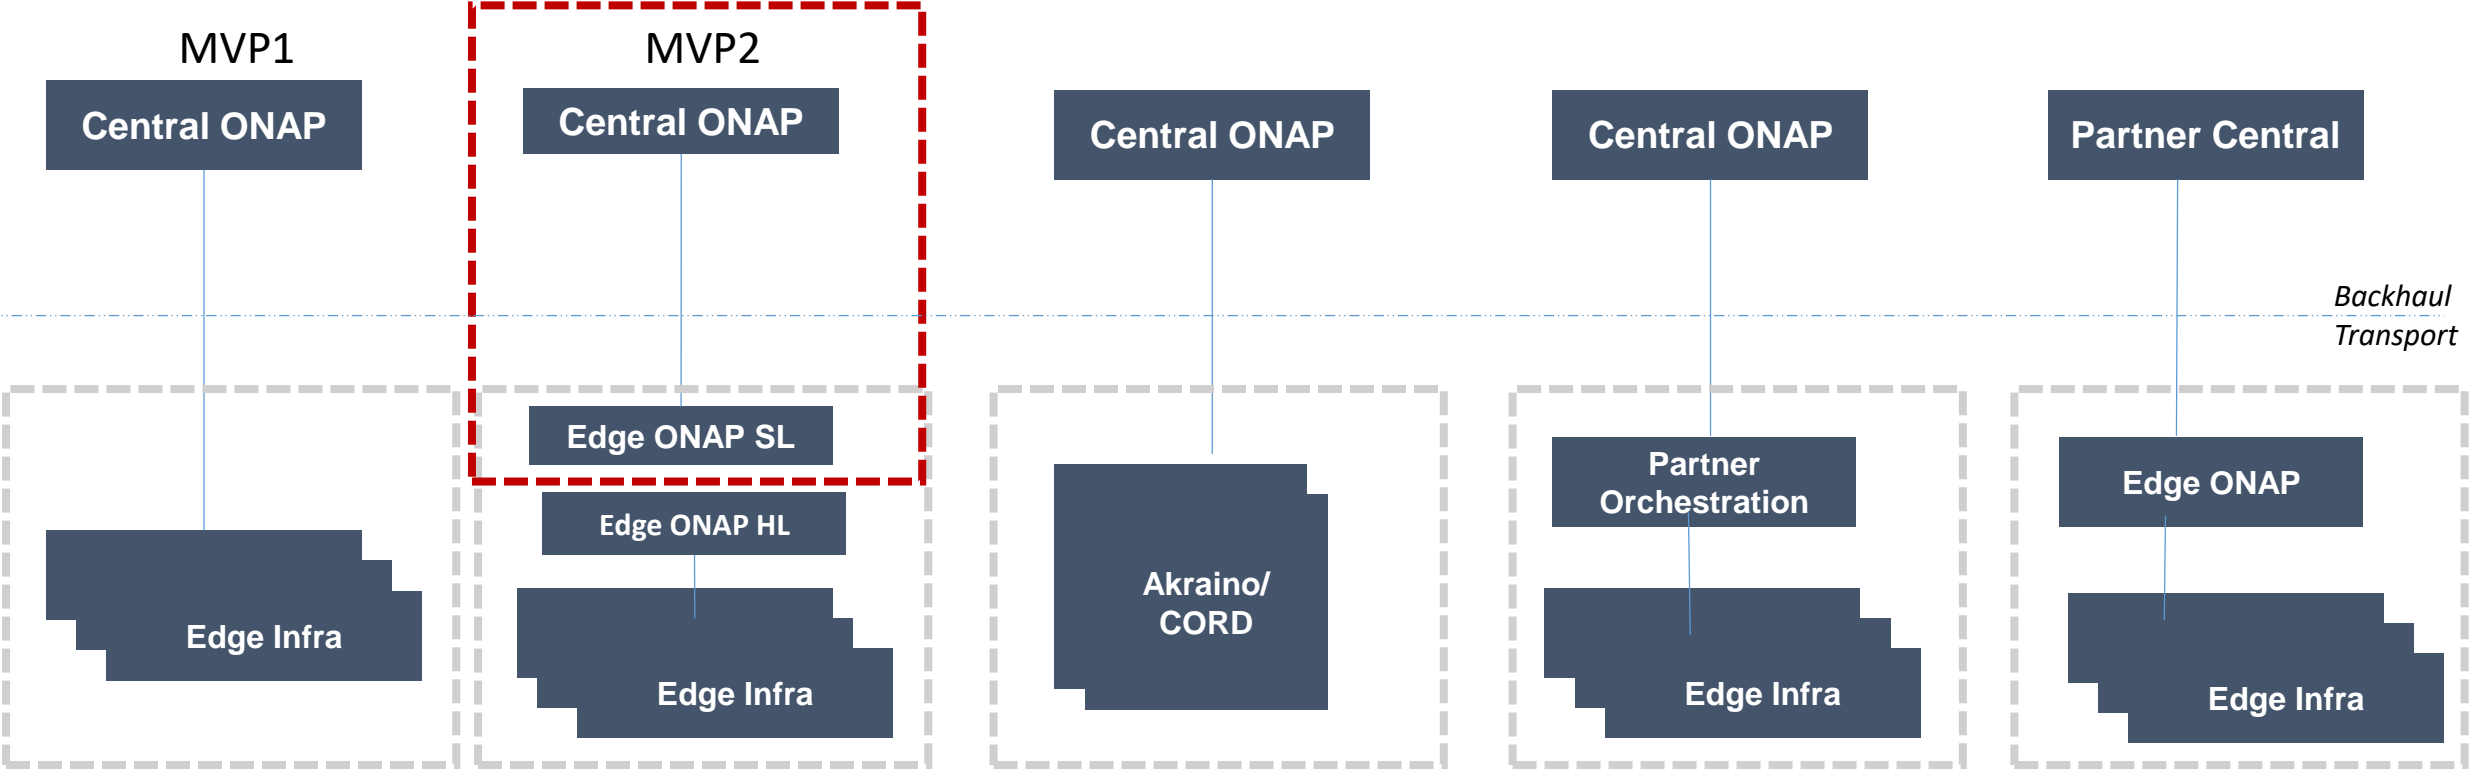 MVP1
MVP2
Central ONAP
Central ONAP
Central ONAP
Central ONAP
Partner Central
Backhaul
Transport
Edge ONAP SL
Edge ONAP HL
Partner
Orchestration
Edge ONAP
Edge Infra
Edge Infra
Akraino/
CORD
Edge Infra
Edge Infra